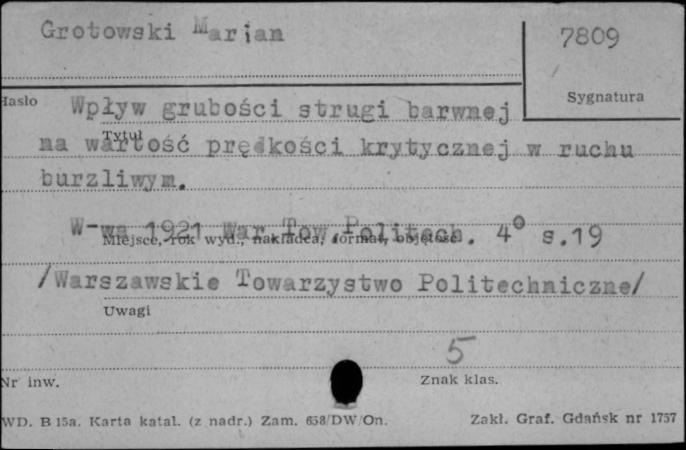 Grotowski Marian
7809
Hasło
Sygnatura
Wpływ grubości strugi barwnej
Tytuł
na wartość prędkości krytycznej w ruchu
burzliwym.
W-wa 1921 War.Tow.Politech. 4° s.19
Miejsce, rok wyd., nakładca, format, objętość
/Warszawskie Towarzystwo Politechniczne/
Uwagi
5
Nr inw.
Znak klas.
WD. B 15a. Karta katal. (z nadr.) Zam. 658/DW/On.
Zakł. Graf. Gdańsk nr 1757